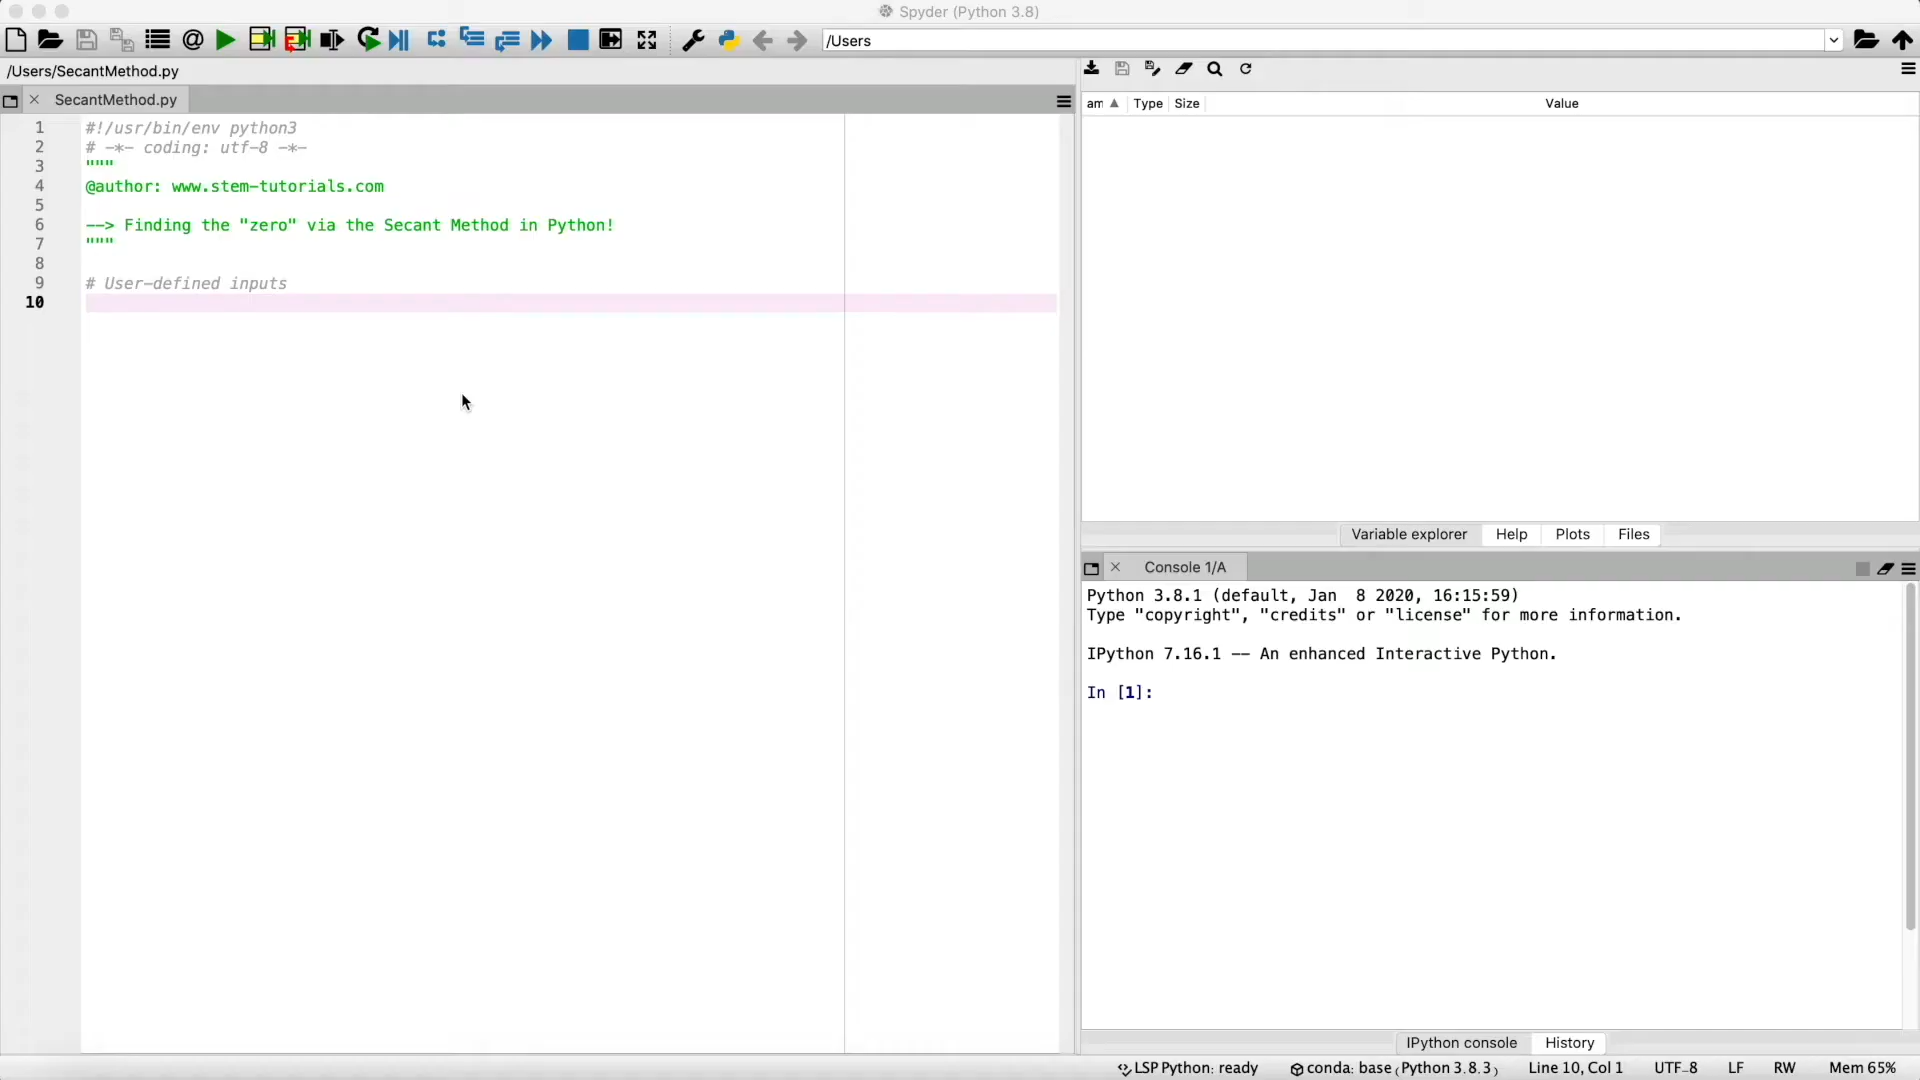 Spyder (Python 3.8)
/Users
/Users/SecantMethod.py
SecantMethod.py
1 #!/usr/bin/env python3
2 # -*- coding: utf-8 -*-
3 """
4 @author: www.stem-tutorials.com
5
6 --> Finding the "zero" via the Secant Method in Python!
7 """
8
9 # User-defined inputs
10
am Type Size Value
Variable explorer Help Plots Files
Console 1/A
Python 3.8.1 (default, Jan  8 2020, 16:15:59)
Type "copyright", "credits" or "license" for more information.
IPython 7.16.1 -- An enhanced Interactive Python.
In [1]:
IPython console History
LSP Python: ready conda: base (Python 3.8.3) Line 10, Col 1 UTF-8 LF RW Mem 65%